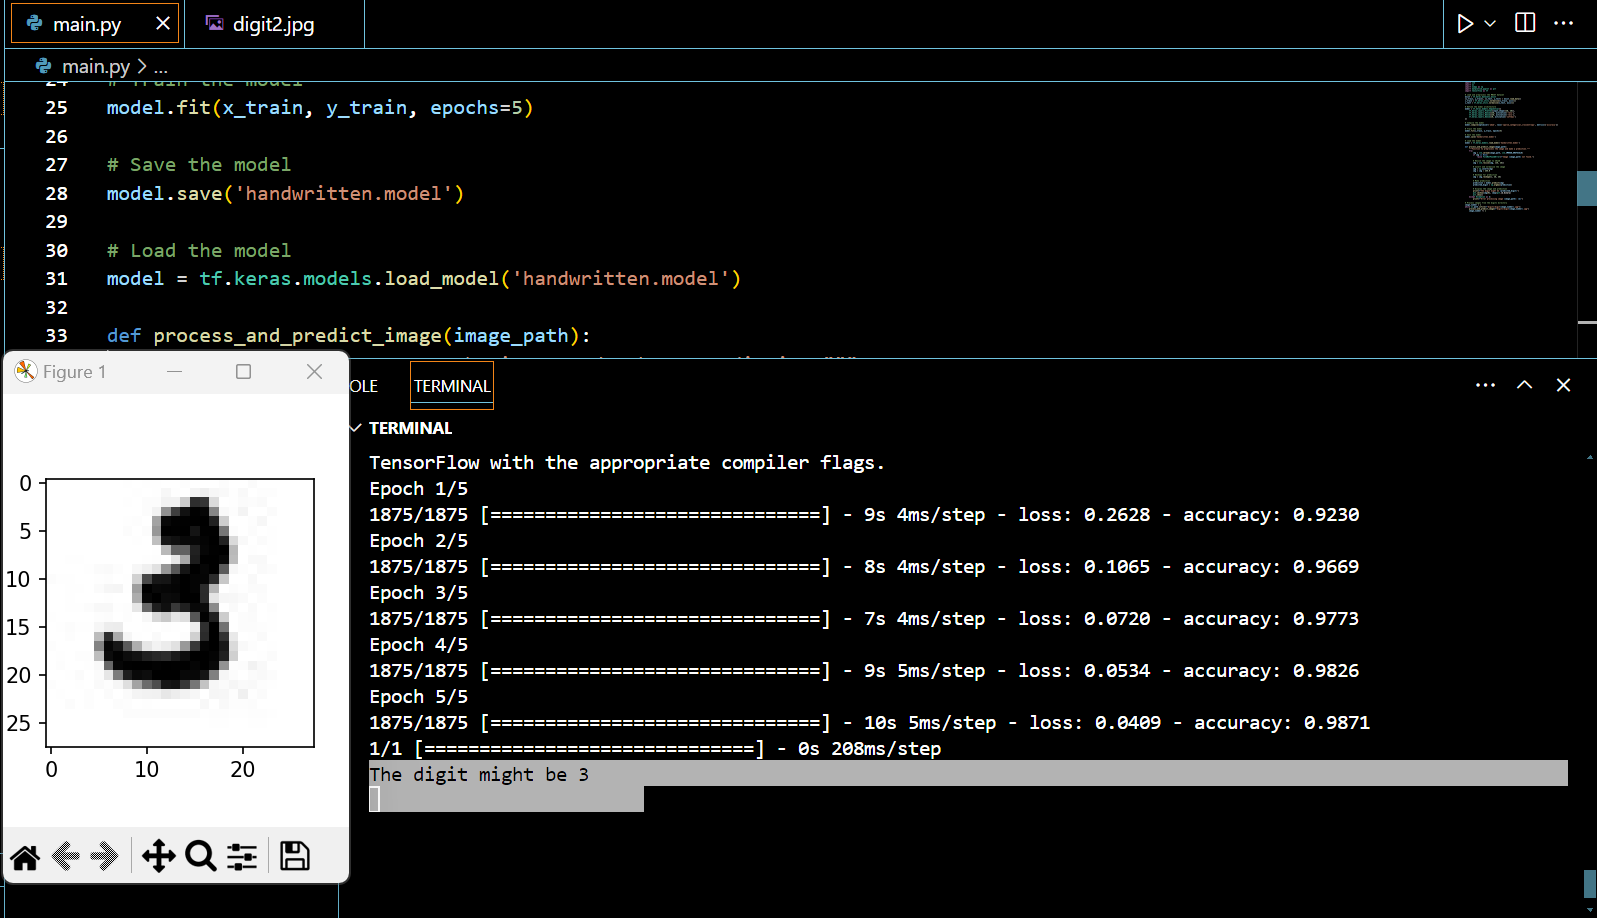 main.py
digit2.jpg
main.py > ...
24 # Train the model
25 model.fit(x_train, y_train, epochs=5)
26
27 # Save the model
28 model.save('handwritten.model')
29
30 # Load the model
31 model = tf.keras.models.load_model('handwritten.model')
32
33 def process_and_predict_image(image_path):
Figure 1
0
5
10
15
20
25
0 10 20
3
OLE
TERMINAL
TERMINAL
TensorFlow with the appropriate compiler flags.
Epoch 1/5
1875/1875 [==============================] - 9s 4ms/step - loss: 0.2628 - accuracy: 0.9230
Epoch 2/5
1875/1875 [==============================] - 8s 4ms/step - loss: 0.1065 - accuracy: 0.9669
Epoch 3/5
1875/1875 [==============================] - 7s 4ms/step - loss: 0.0720 - accuracy: 0.9773
Epoch 4/5
1875/1875 [==============================] - 9s 5ms/step - loss: 0.0534 - accuracy: 0.9826
Epoch 5/5
1875/1875 [==============================] - 10s 5ms/step - loss: 0.0409 - accuracy: 0.9871
1/1 [==============================] - 0s 208ms/step
The digit might be 3